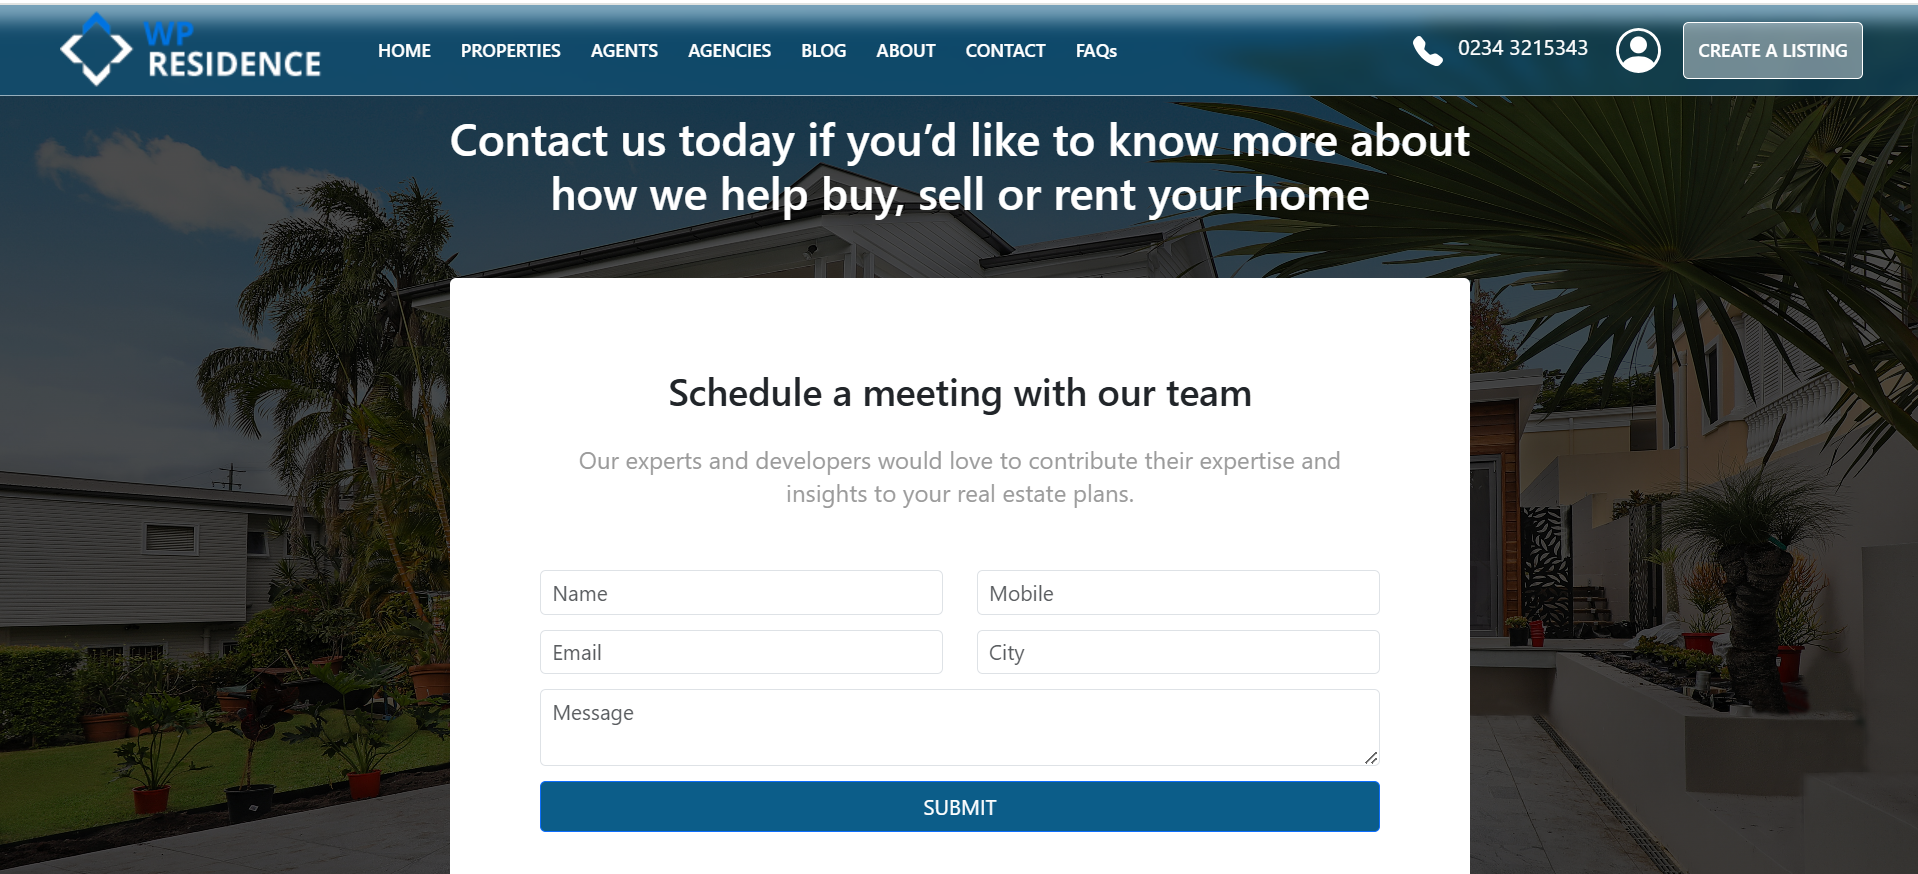 WP
RESIDENCE
HOME PROPERTIES AGENTS AGENCIES BLOG ABOUT CONTACT FAQs
0234 3215343
CREATE A LISTING
Contact us today if you’d like to know more about
how we help buy, sell or rent your home
Schedule a meeting with our team
Our experts and developers would love to contribute their expertise and
insights to your real estate plans.
Name Mobile
Email City
Message
SUBMIT